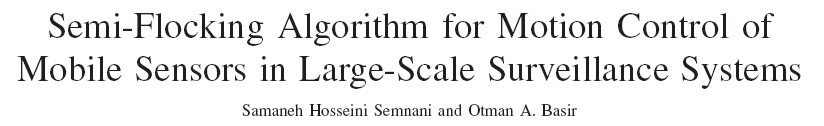 Semi-Flocking Algorithm for Motion Control of
Mobile Sensors in Large-Scale Surveillance Systems
Samaneh Hosseini Semnani and Otman A. Basir